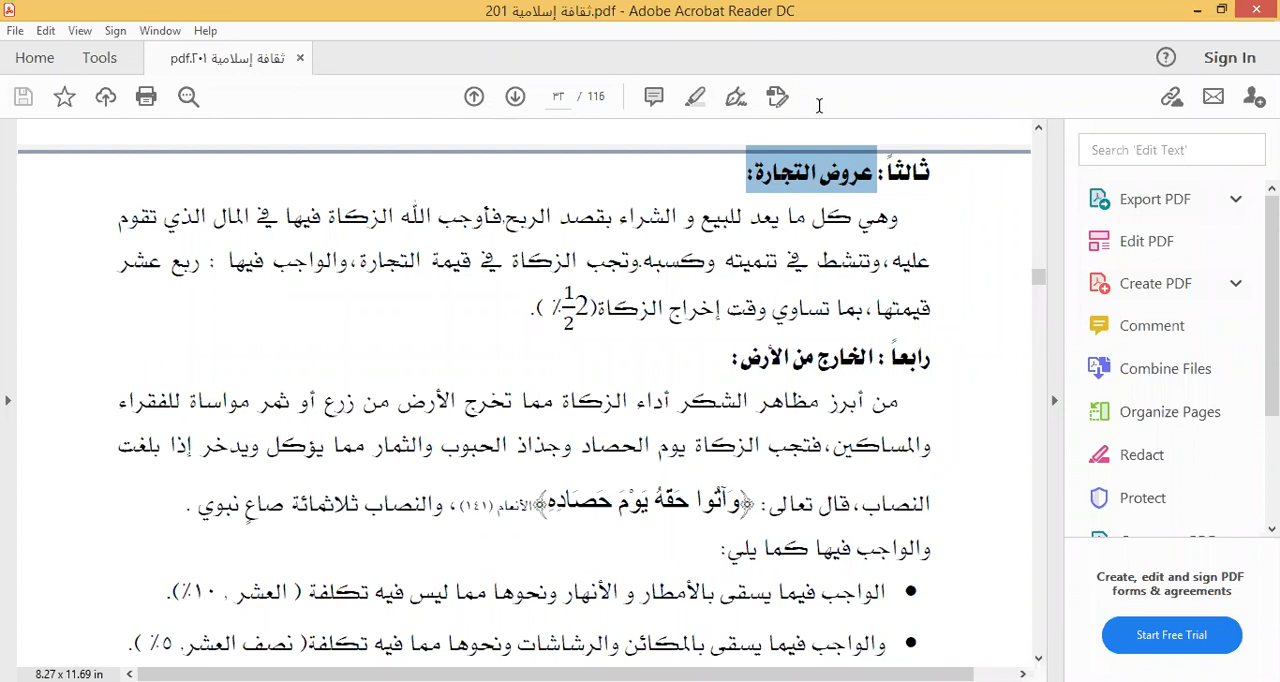 ثقافة إسلامية 201.pdf - Adobe Acrobat Reader DC
File Edit View Sign Window Help
Home Tools ثقافة إسلامية ٢٠١.pdf × Sign In
٣٢ / 116
ثالثاً : عروض التجارة:
وهي كل ما يعد للبيع و الشراء بقصد الربح.فأوجب الله الزكاة فيها في المال الذي تقوم
عليه،وتنشط في تنميته وكسبه.وتجب الزكاة في قيمة التجارة،والواجب فيها : ربع عشر
قيمتها،بما تساوي وقت إخراج الزكاة(2 1/2 ٪ ).
رابعاً : الخارج من الأرض:
من أبرز مظاهر الشكر أداء الزكاة مما تخرج الأرض من زرع أو ثمر مواساة للفقراء
والمساكين،فتجب الزكاة يوم الحصاد وجذاذ الحبوب والثمار مما يؤكل ويدخر إذا بلغت
النصاب،قال تعالى: ﴿وَآتُوا حَقَّهُ يَوْمَ حَصَادِهِ﴾الأنعام (١٤١)، والنصاب ثلاثمائة صاعٍ نبوي .
والواجب فيها كما يلي:
● الواجب فيما يسقى بالأمطار و الأنهار ونحوها مما ليس فيه تكلفة ( العشر , ١٠٪).
● والواجب فيما يسقى بالمكائن والرشاشات ونحوها مما فيه تكلفة( نصف العشر, ٥٪ ).
8.27 x 11.69 in
Search 'Edit Text'
Export PDF
Edit PDF
Create PDF
Comment
Combine Files
Organize Pages
Redact
Protect
Create, edit and sign PDF
forms & agreements
Start Free Trial